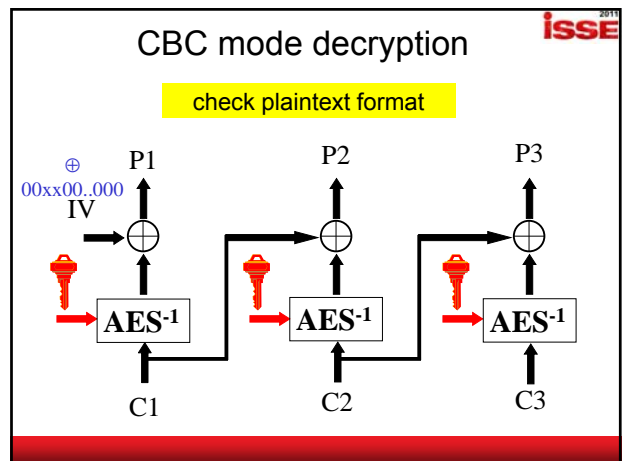 CBC mode decryption
2011
isse
check plaintext format
⊕
00xx00..000
IV
P1
P2
P3
AES-1
AES-1
AES-1
C1
C2
C3